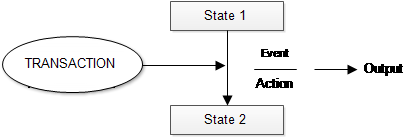 State 1
Event
TRANSACTION
Output
Action
State 2